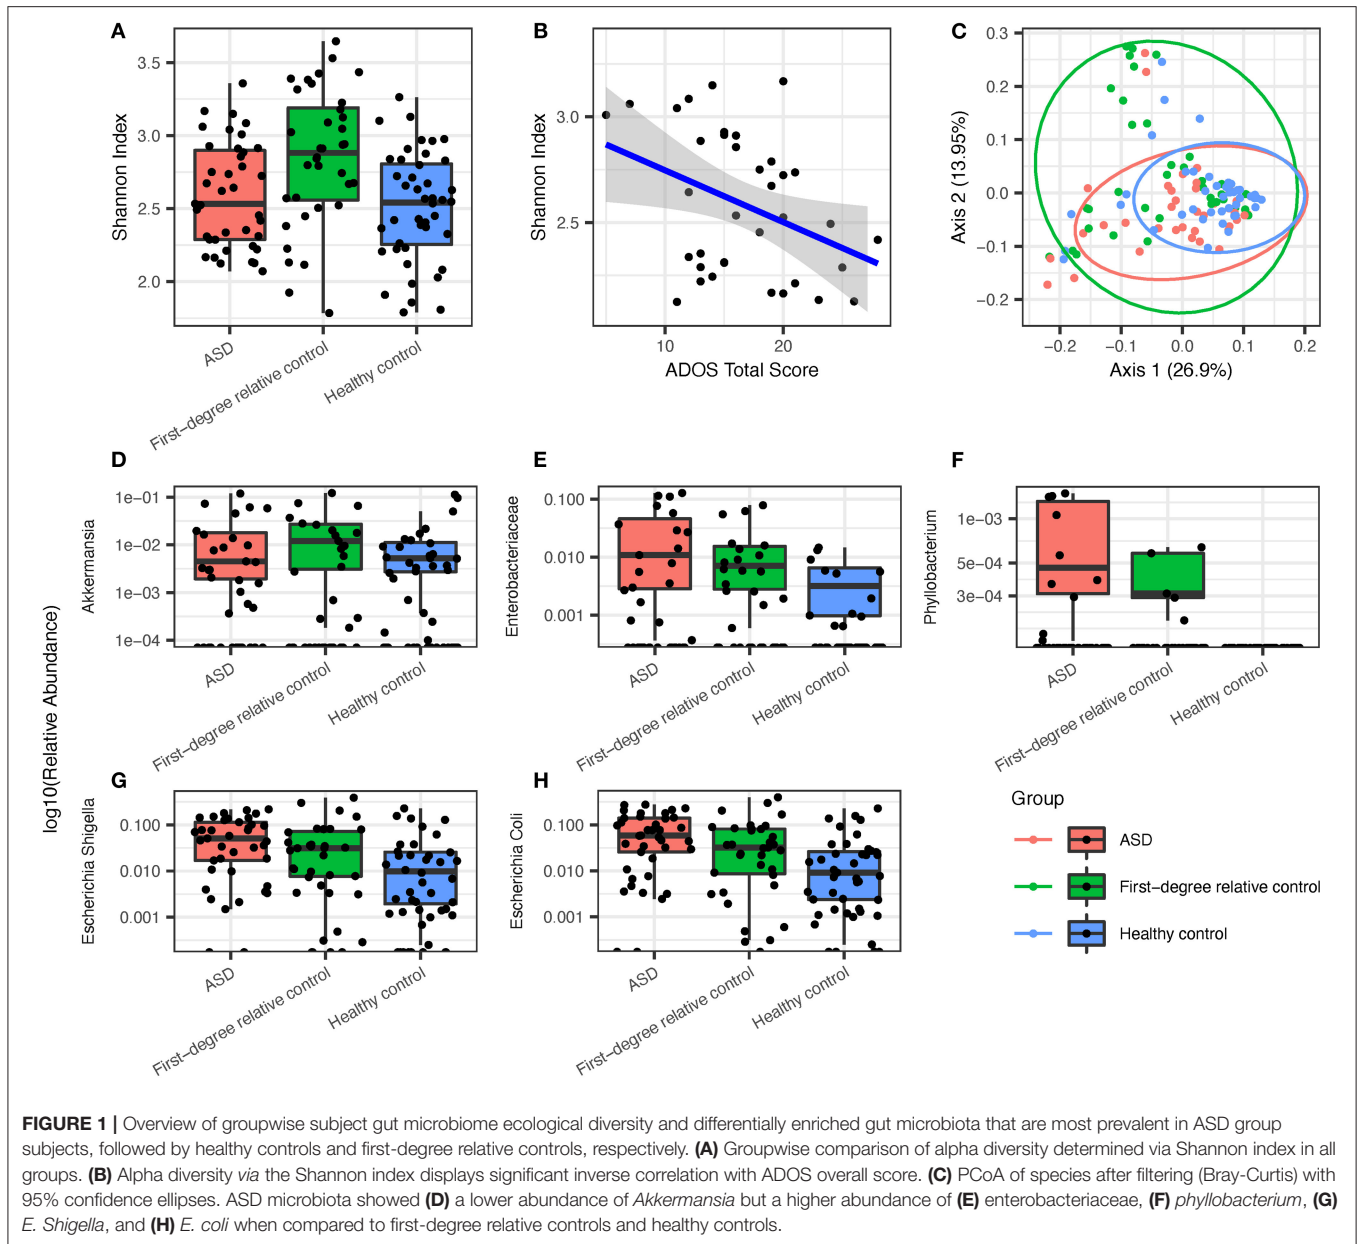 A
B
C
Shannon Index
3.5
3.0
2.5
2.0
ASD
First-degree relative control
Healthy control
Shannon Index
3.0
2.5
10
20
ADOS Total Score
Axis 2 (13.95%)
0.3
0.2
0.1
0.0
−0.1
−0.2
−0.2
−0.1
0.0
0.1
0.2
Axis 1 (26.9%)
D
E
F
log10(Relative Abundance)
Akkermansia
1e−01
1e−02
1e−03
1e−04
ASD
First-degree relative control
Healthy control
Enterobacteriaceae
0.100
0.010
0.001
ASD
First-degree relative control
Healthy control
Phyllobacterium
1e−03
5e−04
3e−04
ASD
First-degree relative control
Healthy control
G
H
Escherichia Shigella
0.100
0.010
0.001
ASD
First-degree relative control
Healthy control
Escherichia Coli
0.100
0.010
0.001
ASD
First-degree relative control
Healthy control
Group
ASD
First-degree relative control
Healthy control
FIGURE 1 | Overview of groupwise subject gut microbiome ecological diversity and differentially enriched gut microbiota that are most prevalent in ASD group
subjects, followed by healthy controls and first-degree relative controls, respectively. (A) Groupwise comparison of alpha diversity determined via Shannon index in all
groups. (B) Alpha diversity via the Shannon index displays significant inverse correlation with ADOS overall score. (C) PCoA of species after filtering (Bray-Curtis) with
95% confidence ellipses. ASD microbiota showed (D) a lower abundance of Akkermansia but a higher abundance of (E) enterobacteriaceae, (F) phyllobacterium, (G)
E. Shigella, and (H) E. coli when compared to first-degree relative controls and healthy controls.